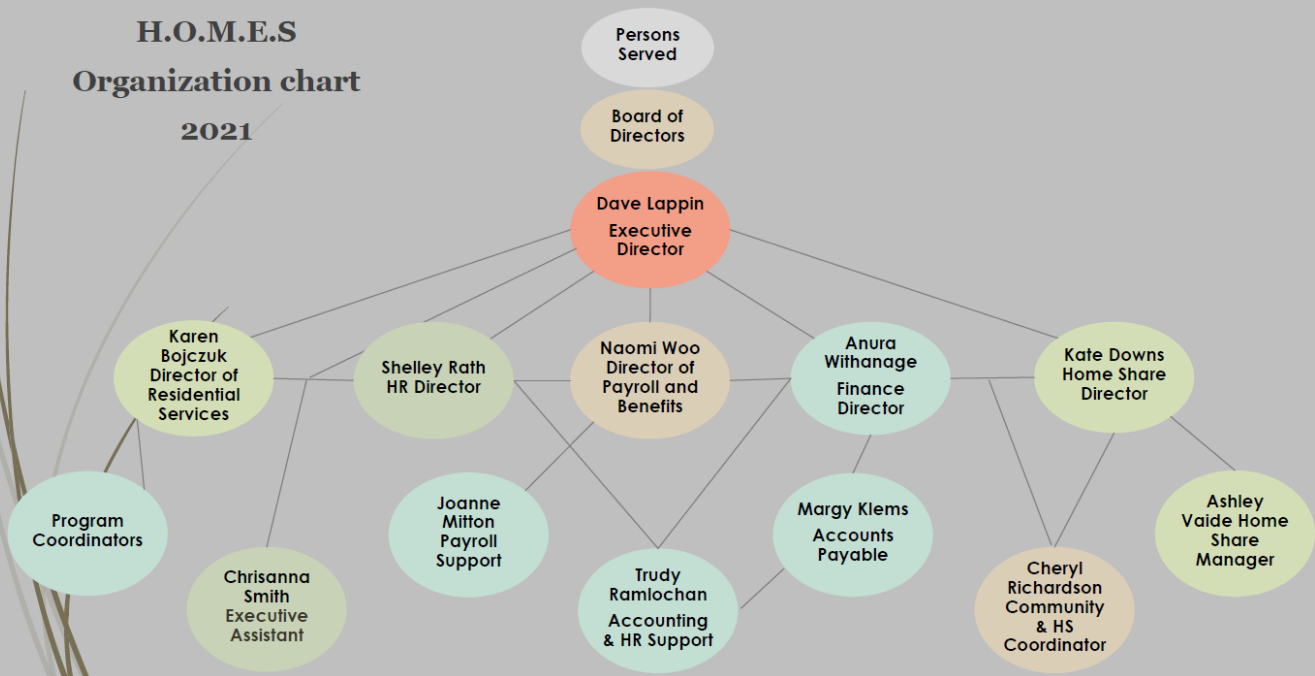 H.O.M.E.S
Organization chart
2021
Persons
Served
Board of
Directors
Dave Lappin
Executive
Director
Karen
Bojczuk
Director of
Residential
Services
Shelley Rath
HR Director
Naomi Woo
Director of
Payroll and
Benefits
Anura
Withanage
Finance
Director
Kate Downs
Home Share
Director
Program
Coordinators
Chrisanna
Smith
Executive
Assistant
Joanne
Mitton
Payroll
Support
Trudy
Ramlochan
Accounting
& HR Support
Margy Klems
Accounts
Payable
Cheryl
Richardson
Community
& HS
Coordinator
Ashley
Vaide Home
Share
Manager